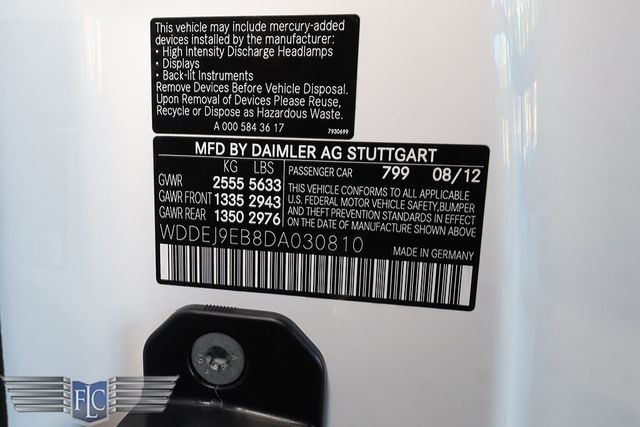 This vehicle may include mercury-added
devices installed by the manufacturer:
• High Intensity Discharge Headlamps
• Displays
• Back-lit Instruments
Remove Devices Before Vehicle Disposal.
Upon Removal of Devices Please Reuse,
Recycle or Dispose as Hazardous Waste.
A 000 584 36 17 7930699
MFD BY DAIMLER AG STUTTGART
KG LBS
GVWR 2555 5633
GAWR FRONT 1335 2943
GAWR REAR 1350 2976
PASSENGER CAR 799 08/12
THIS VEHICLE CONFORMS TO ALL APPLICABLE
U.S. FEDERAL MOTOR VEHICLE SAFETY,BUMPER
AND THEFT PREVENTION STANDARDS IN EFFECT
ON THE DATE OF MANUFACTURE SHOWN ABOVE
WDDEJ9EB8DA030810
MADE IN GERMANY
FLC